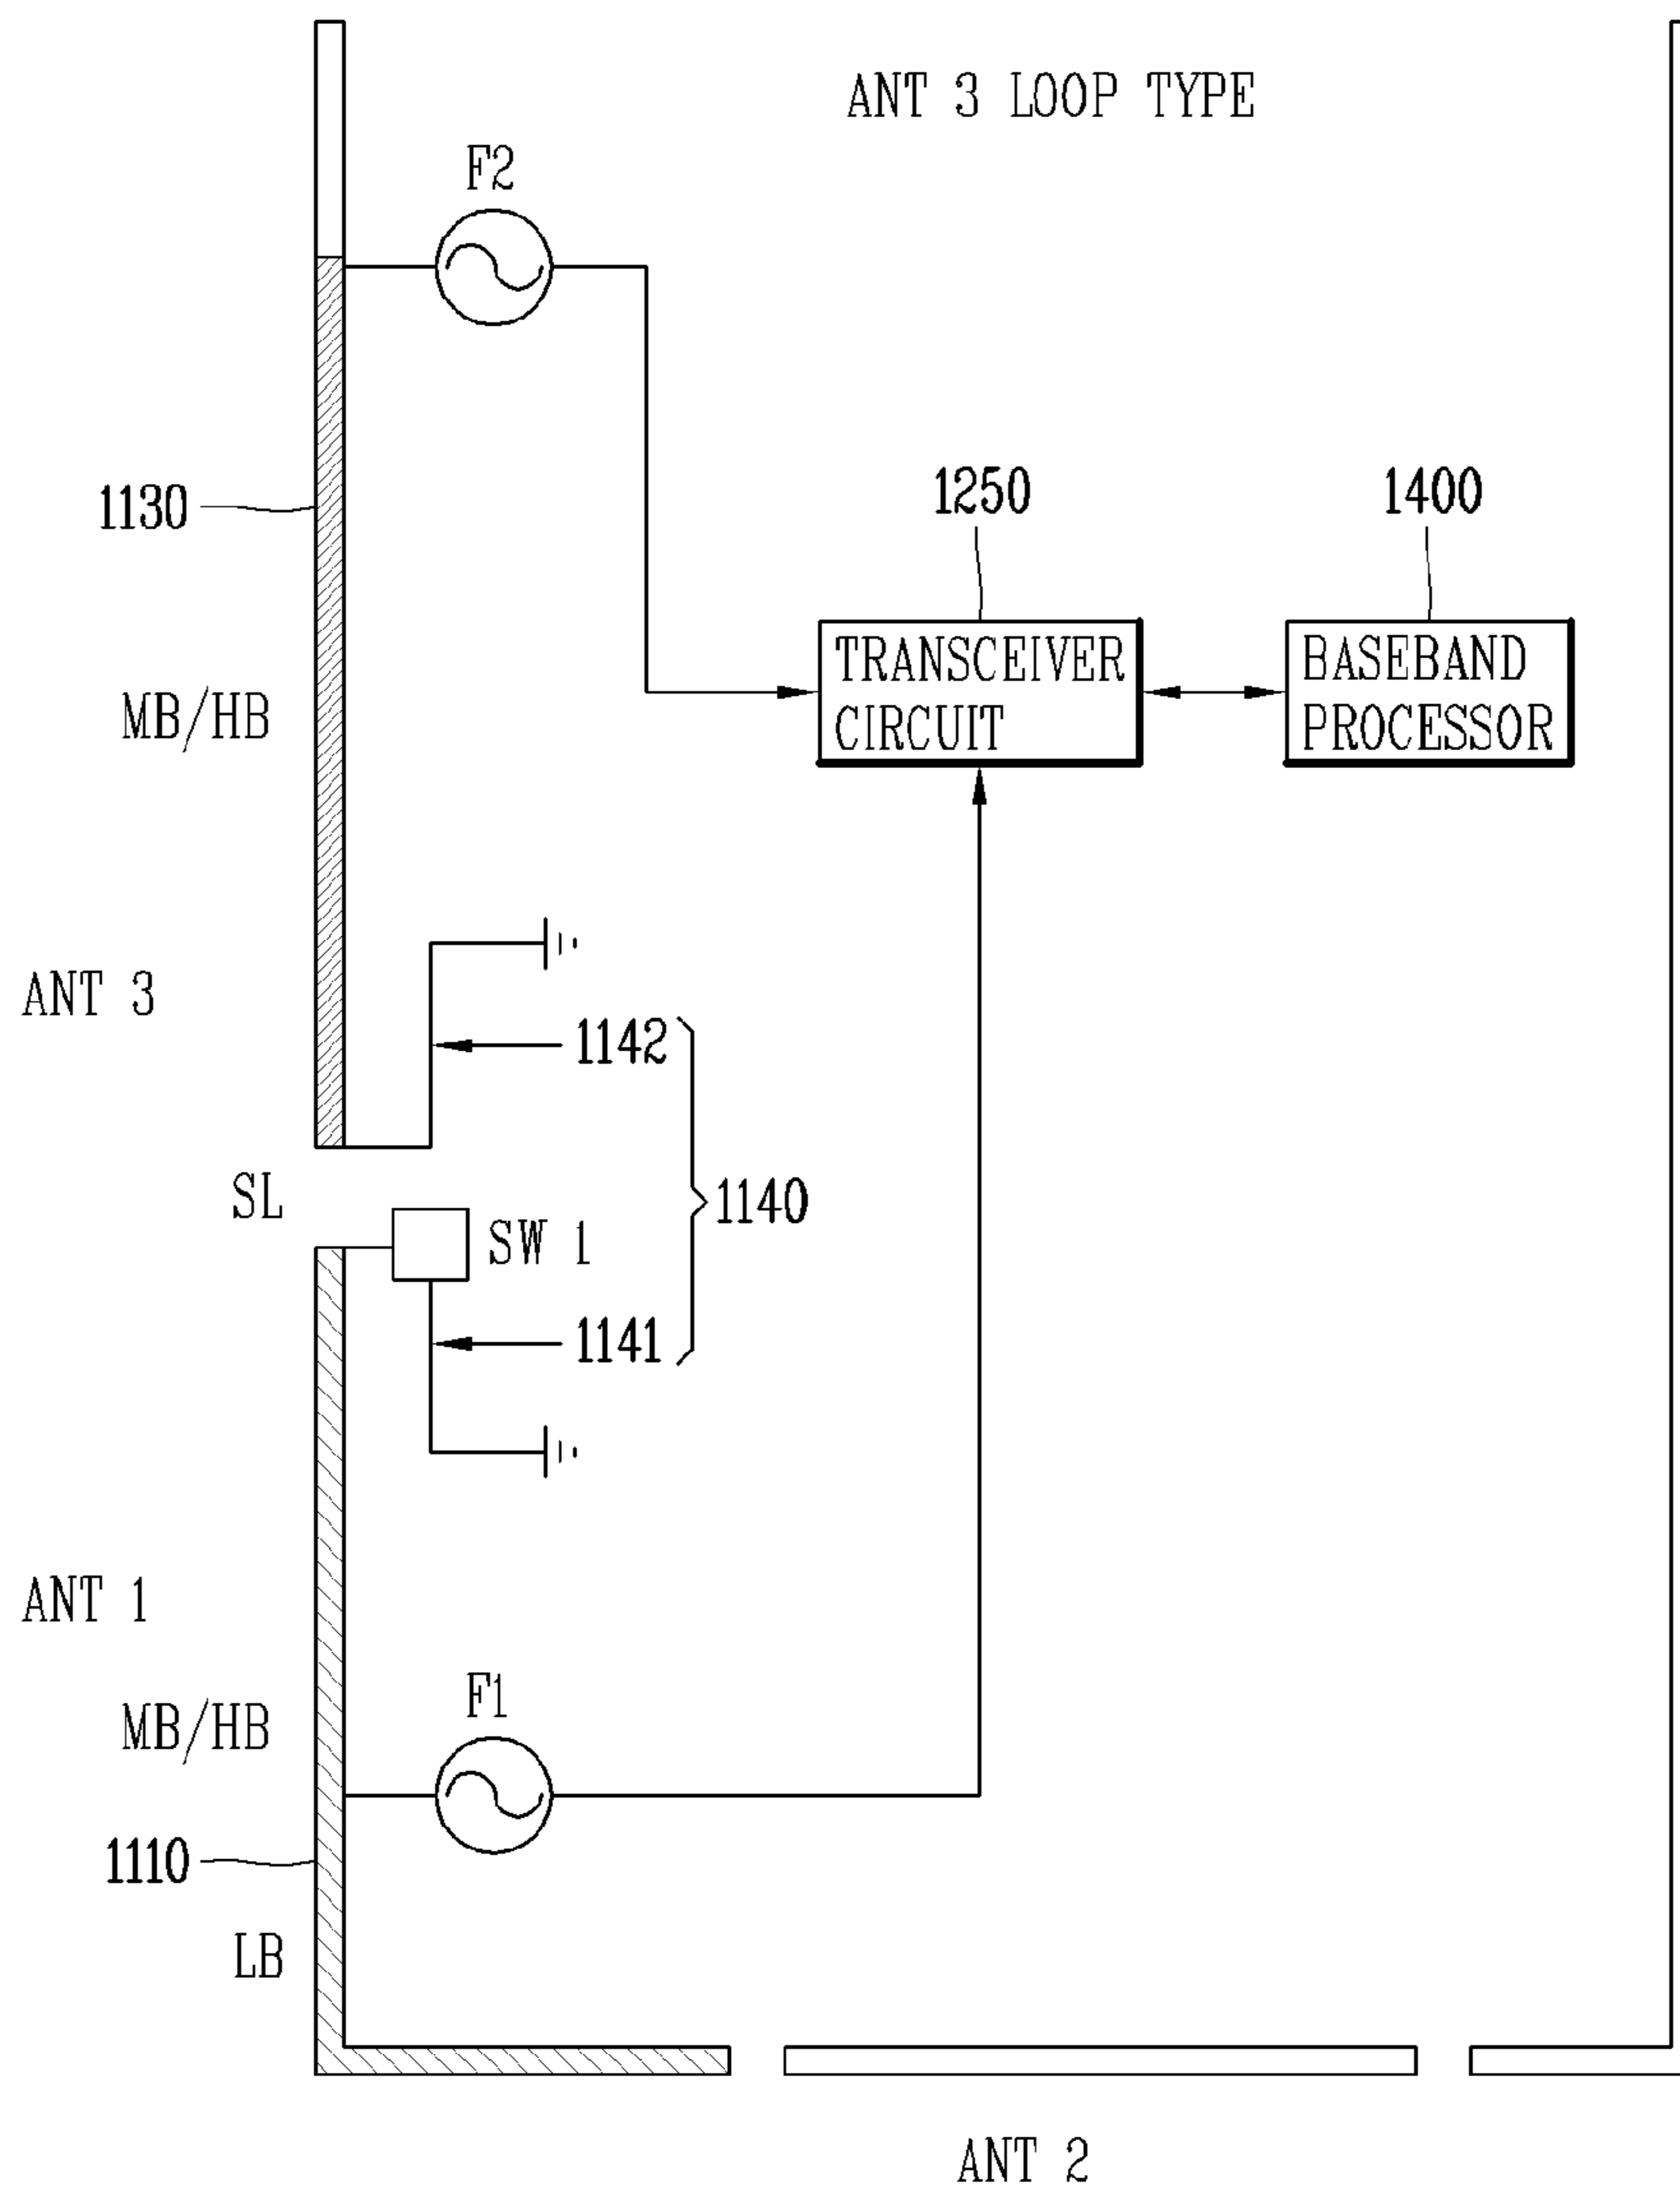 ANT 3 LOOP TYPE
F2
1130
1250
1400
TRANSCEIVER
CIRCUIT
BASEBAND
PROCESSOR
MB/HB
ANT 3
1142
SL
1140
SW 1
1141
ANT 1
F1
MB/HB
1110
LB
ANT 2